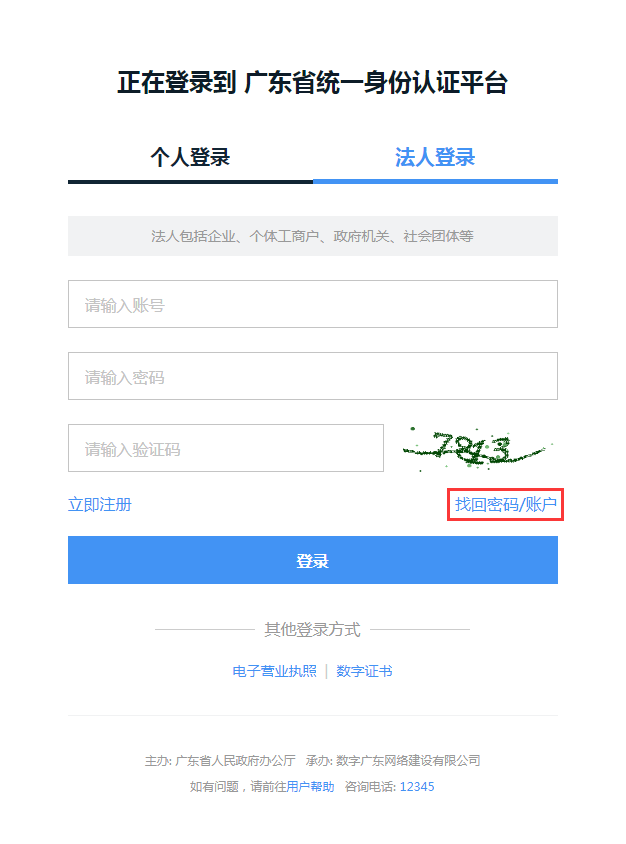 正在登录到 广东省统一身份认证平台
个人登录 法人登录
法人包括企业、个体工商户、政府机关、社会团体等
请输入账号
请输入密码
请输入验证码
立即注册 找回密码/账户
登录
其他登录方式
电子营业执照 | 数字证书
主办: 广东省人民政府办公厅 承办: 数字广东网络建设有限公司
如有问题，请前往用户帮助 咨询电话: 12345